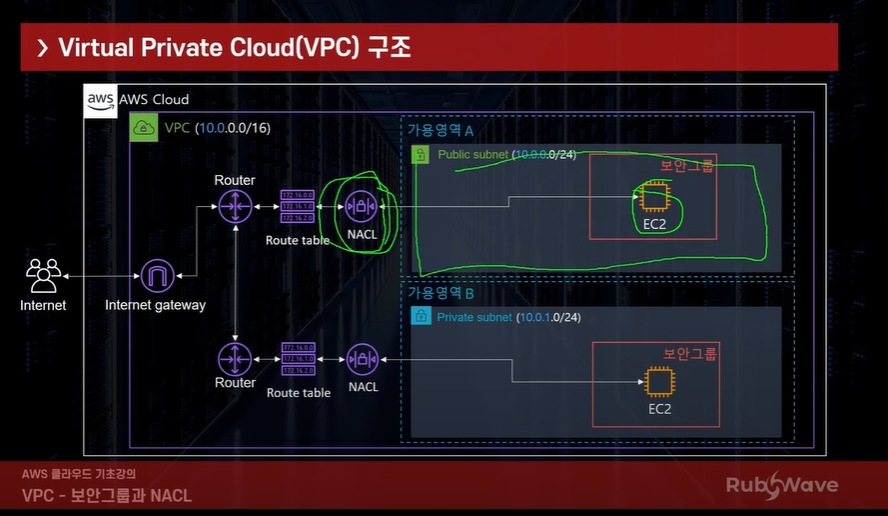 › Virtual Private Cloud(VPC) 구조
aws AWS Cloud
VPC (10.0.0.0/16)
가용영역 A
Public subnet (10.0.0.0/24)
보안그룹
Router
172.16.0.0
172.16.1.0
172.16.2.0
Route table
NACL
EC2
Internet
Internet gateway
가용영역 B
Private subnet (10.0.1.0/24)
보안그룹
Router
172.16.0.0
172.16.1.0
172.16.2.0
Route table
NACL
EC2
AWS 클라우드 기초강의
VPC - 보안그룹과 NACL
RubyWave